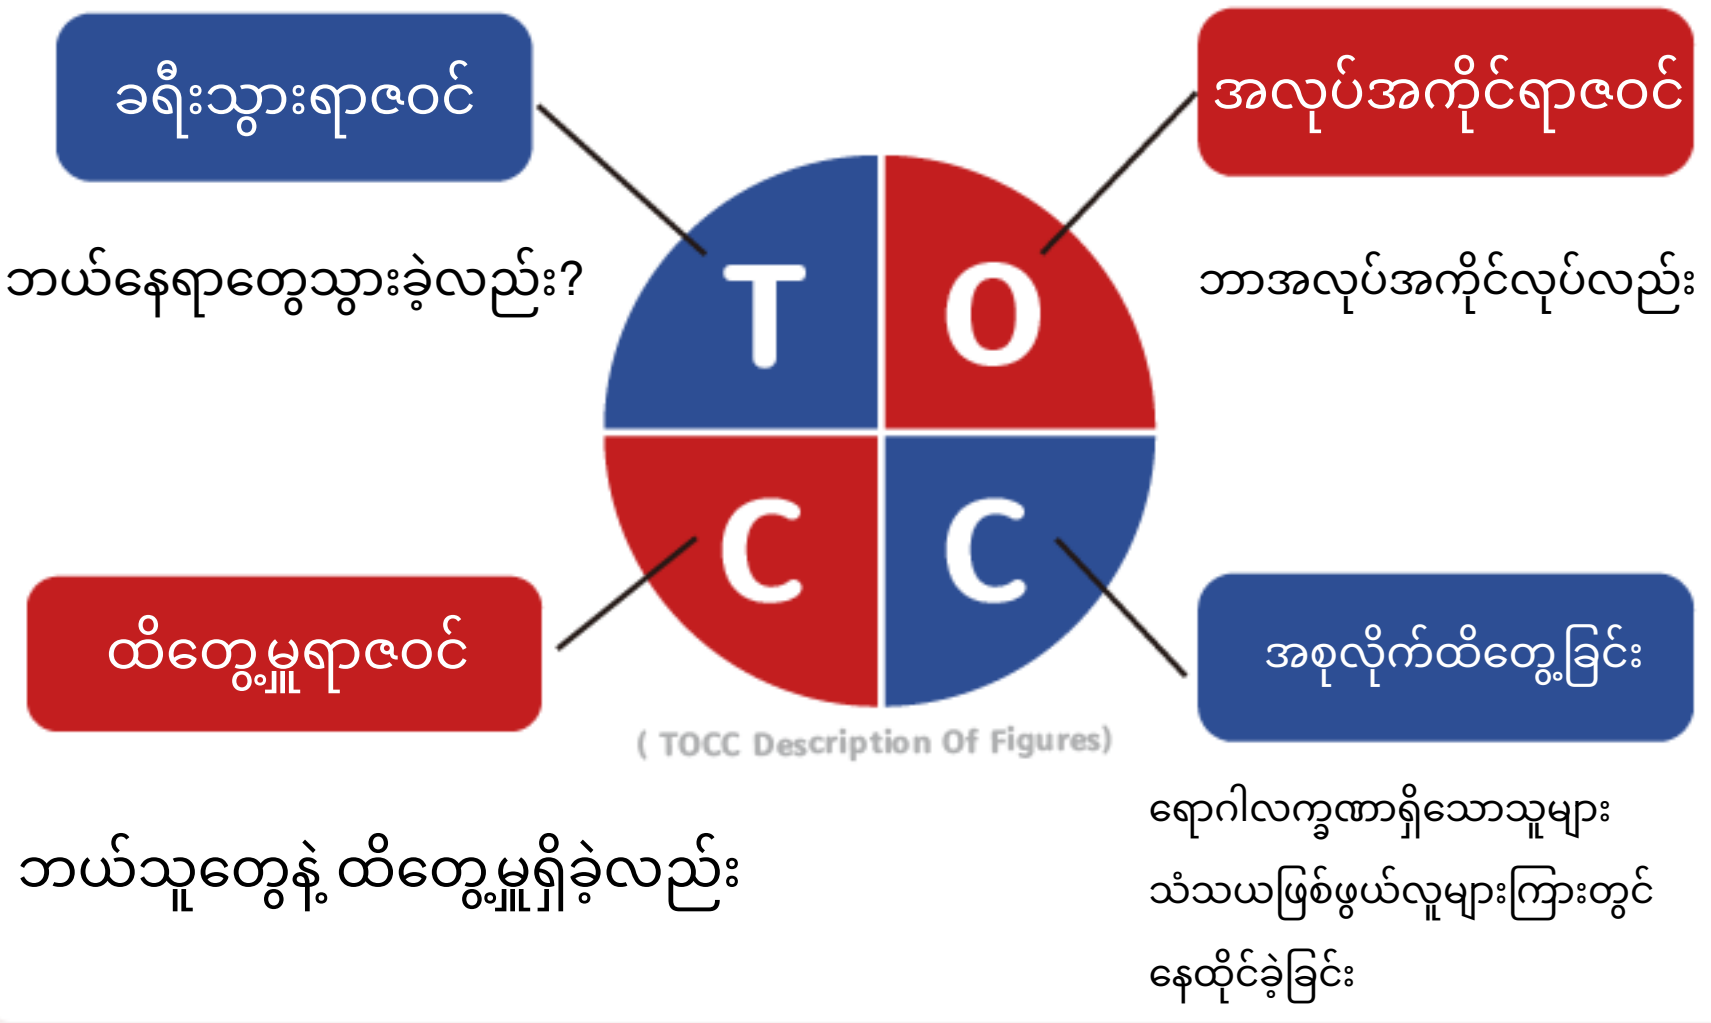 ခရီးသွားရာဇဝင်
အလုပ်အကိုင်ရာဇဝင်
ဘယ်နေရာတွေသွားခဲ့လည်း?
ဘာအလုပ်အကိုင်လုပ်လည်း
T
O
C
C
ထိတွေ့မှူရာဇဝင်
အစုလိုက်ထိတွေ့ခြင်း
( TOCC Description Of Figures)
ဘယ်သူတွေနဲ့ ထိတွေ့မှူရှိခဲ့လည်း
ရောဂါလက္ခဏာရှိသောသူများ
သံသယဖြစ်ဖွယ်လူများကြားတွင်
နေထိုင်ခဲ့ခြင်း